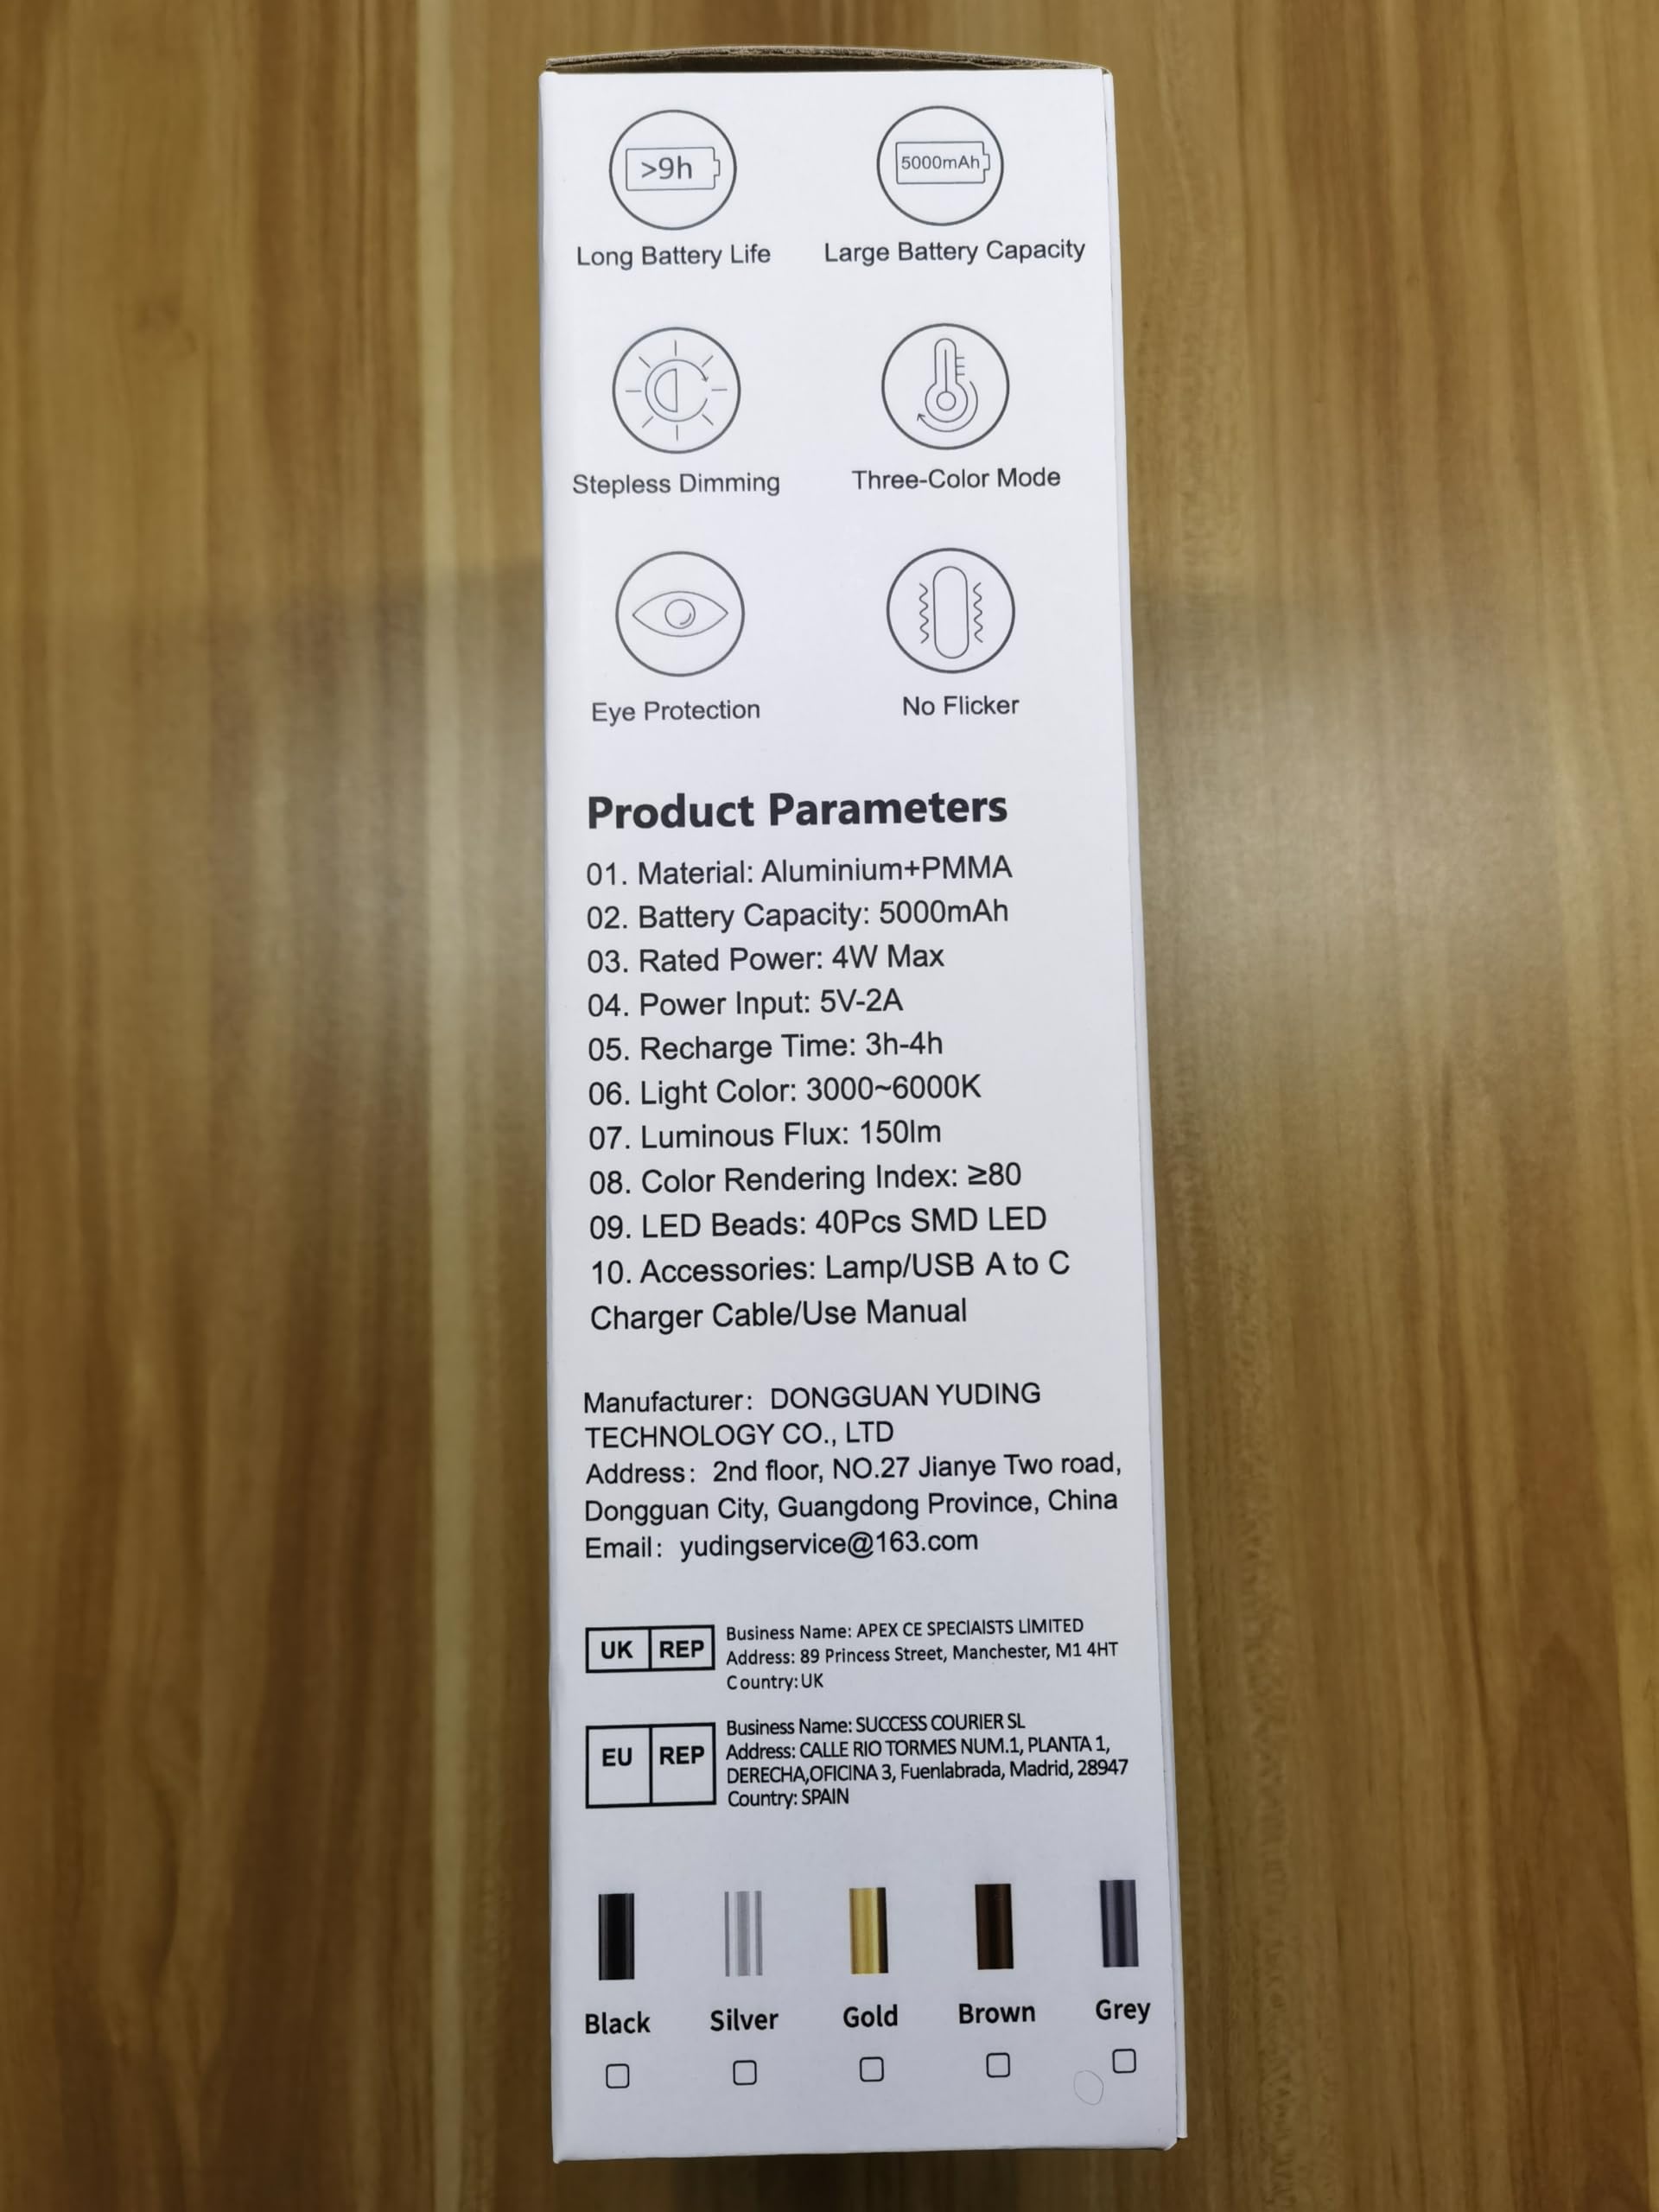 >9h
5000mAh
Long Battery Life
Large Battery Capacity
Stepless Dimming
Three-Color Mode
Eye Protection
No Flicker
Product Parameters
01. Material: Aluminium+PMMA
02. Battery Capacity: 5000mAh
03. Rated Power: 4W Max
04. Power Input: 5V-2A
05. Recharge Time: 3h-4h
06. Light Color: 3000~6000K
07. Luminous Flux: 150lm
08. Color Rendering Index: ≥80
09. LED Beads: 40Pcs SMD LED
10. Accessories: Lamp/USB A to C
Charger Cable/Use Manual
Manufacturer: DONGGUAN YUDING
TECHNOLOGY CO., LTD
Address: 2nd floor, NO.27 Jianye Two road,
Dongguan City, Guangdong Province, China
Email: yudingservice@163.com
UK REP
Business Name: APEX CE SPECIAISTS LIMITED
Address: 89 Princess Street, Manchester, M1 4HT
Country: UK
EU REP
Business Name: SUCCESS COURIER SL
Address: CALLE RIO TORMES NUM.1, PLANTA 1,
DERECHA,OFICINA 3, Fuenlabrada, Madrid, 28947
Country: SPAIN
Black Silver Gold Brown Grey